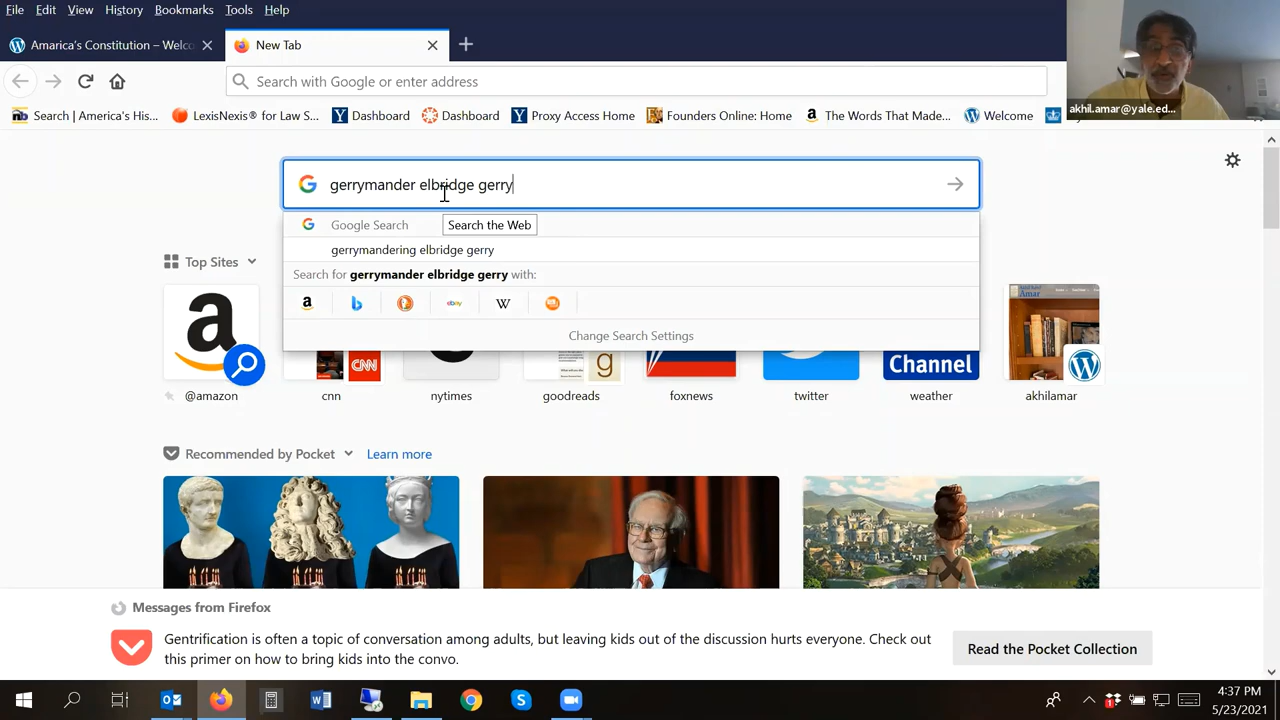 File Edit View History Bookmarks Tools Help
Amarica's Constitution – Welco
New Tab
Search with Google or enter address
akhil.amar@yale.ed...
Search | America's His...
LexisNexis® for Law S...
Dashboard
Dashboard
Proxy Access Home
Founders Online: Home
The Words That Made...
Welcome
gerrymander elbridge gerry
Google Search
Search the Web
gerrymandering elbridge gerry
Search for gerrymander elbridge gerry with:
ebay
W
Change Search Settings
Top Sites
CNN
g
Channel
@amazon
cnn
nytimes
goodreads
foxnews
twitter
weather
akhilamar
Recommended by Pocket
Learn more
Messages from Firefox
Gentrification is often a topic of conversation among adults, but leaving kids out of the discussion hurts everyone. Check out
this primer on how to bring kids into the convo.
Read the Pocket Collection
4:37 PM
5/23/2021